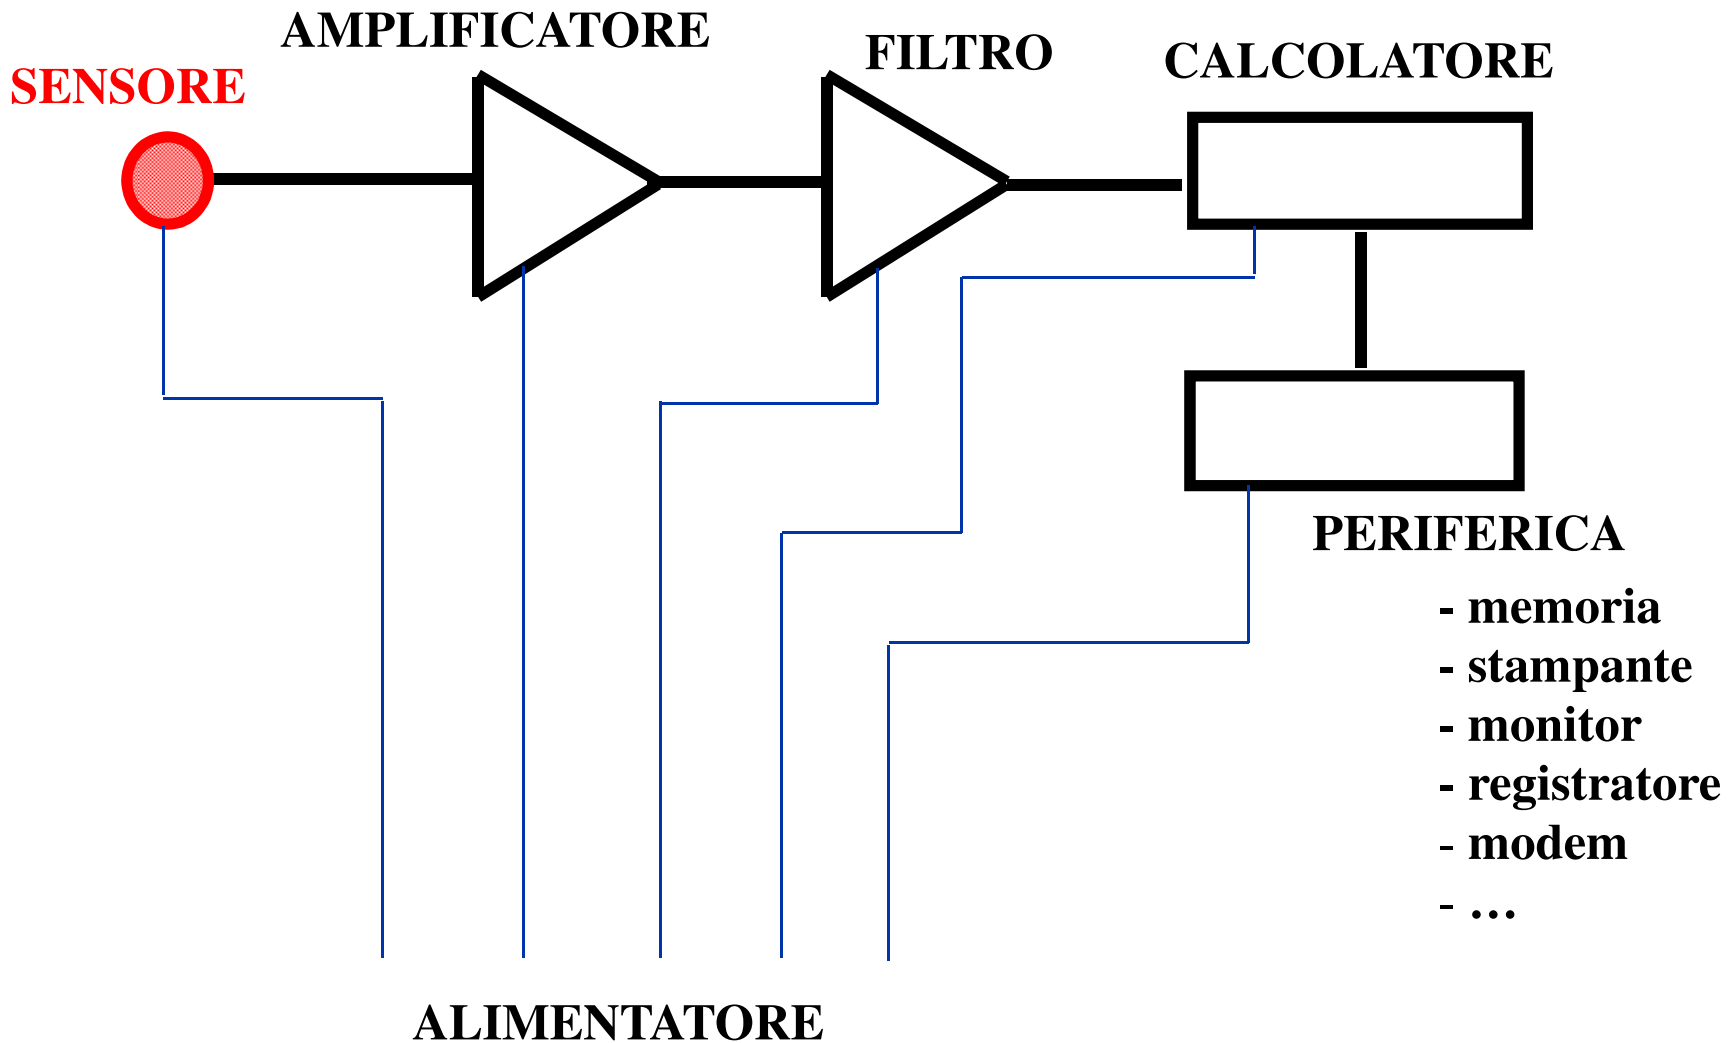 AMPLIFICATORE
FILTRO
CALCOLATORE
SENSORE
PERIFERICA
- memoria
- stampante
- monitor
- registratore
- modem
- …
ALIMENTATORE